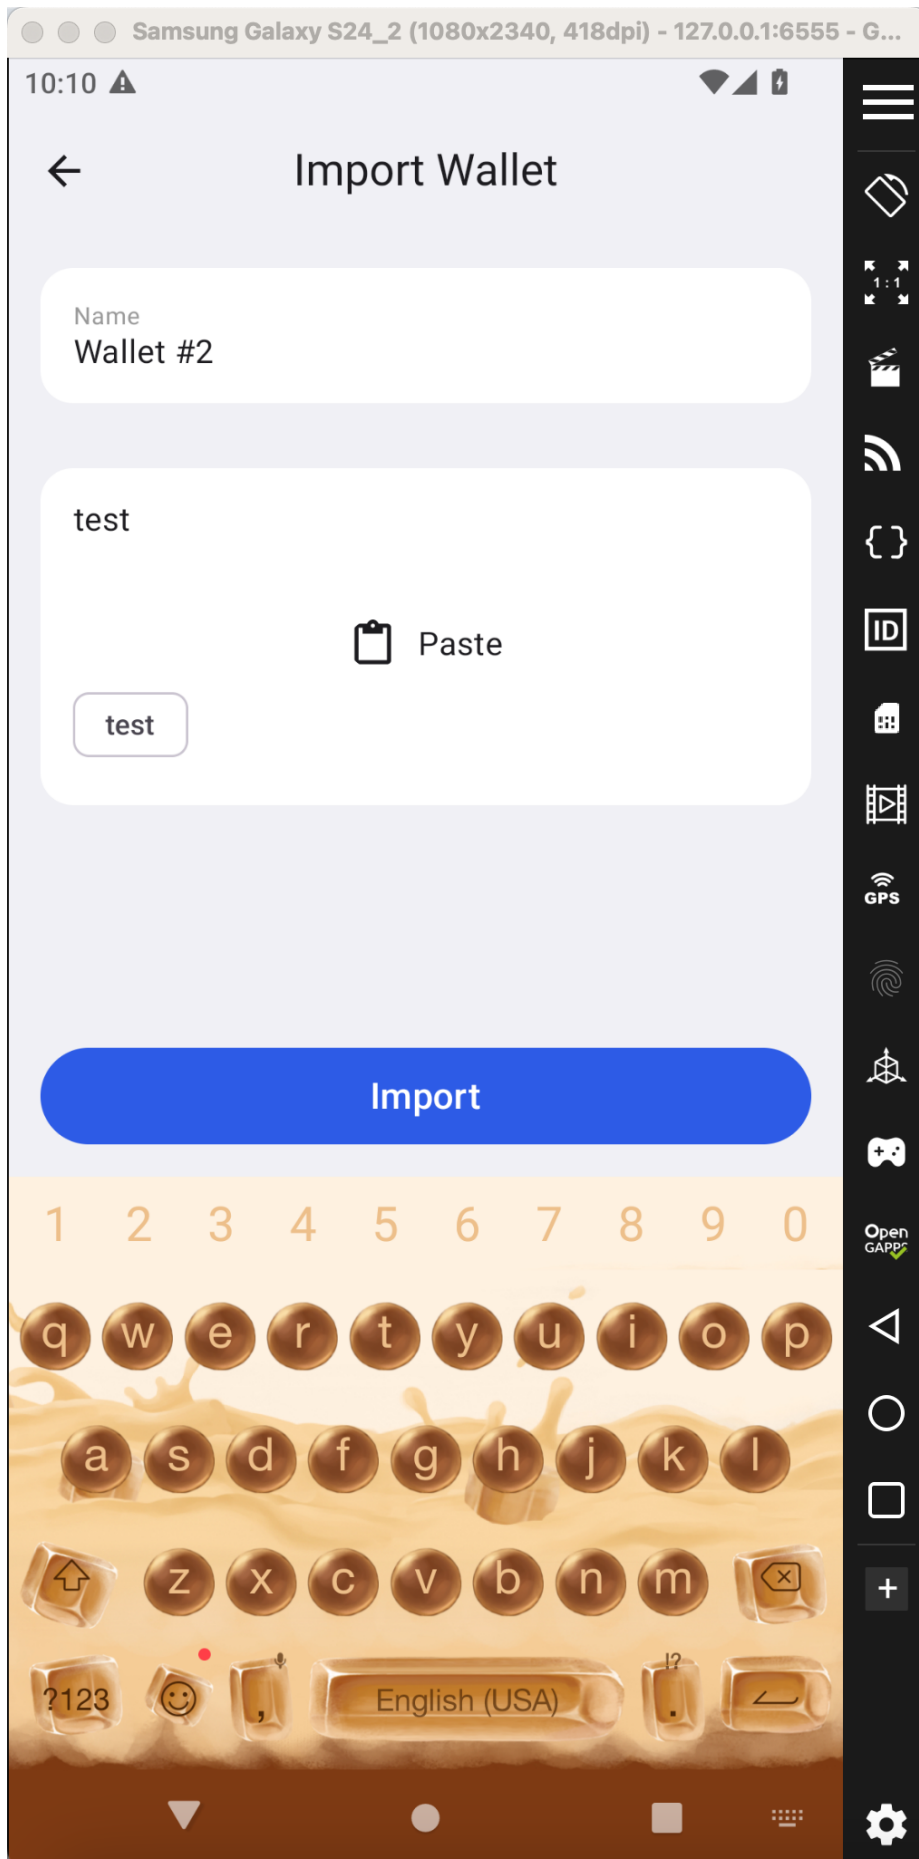 Samsung Galaxy S24_2 (1080x2340, 418dpi) - 127.0.0.1:6555 - G...
10:10
Import Wallet
1:1
Name
Wallet #2
test
Paste
test
ID
GPS
Import
Open
GAPPS
1 2 3 4 5 6 7 8 9 0
q w e r t y u i o p
a s d f g h j k l
z x c v b n m
!?
?123 , English (USA) .